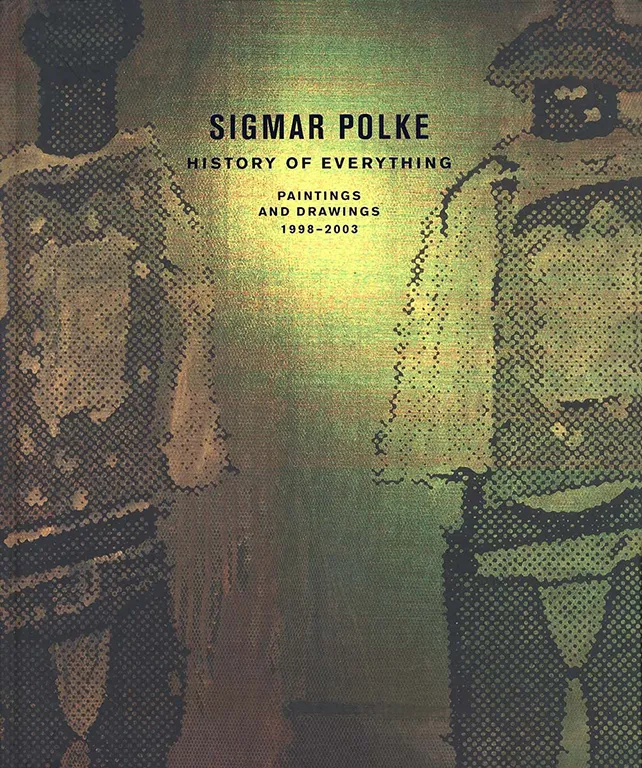 SIGMAR POLKE
HISTORY OF EVERYTHING
PAINTINGS
AND DRAWINGS
1998–2003